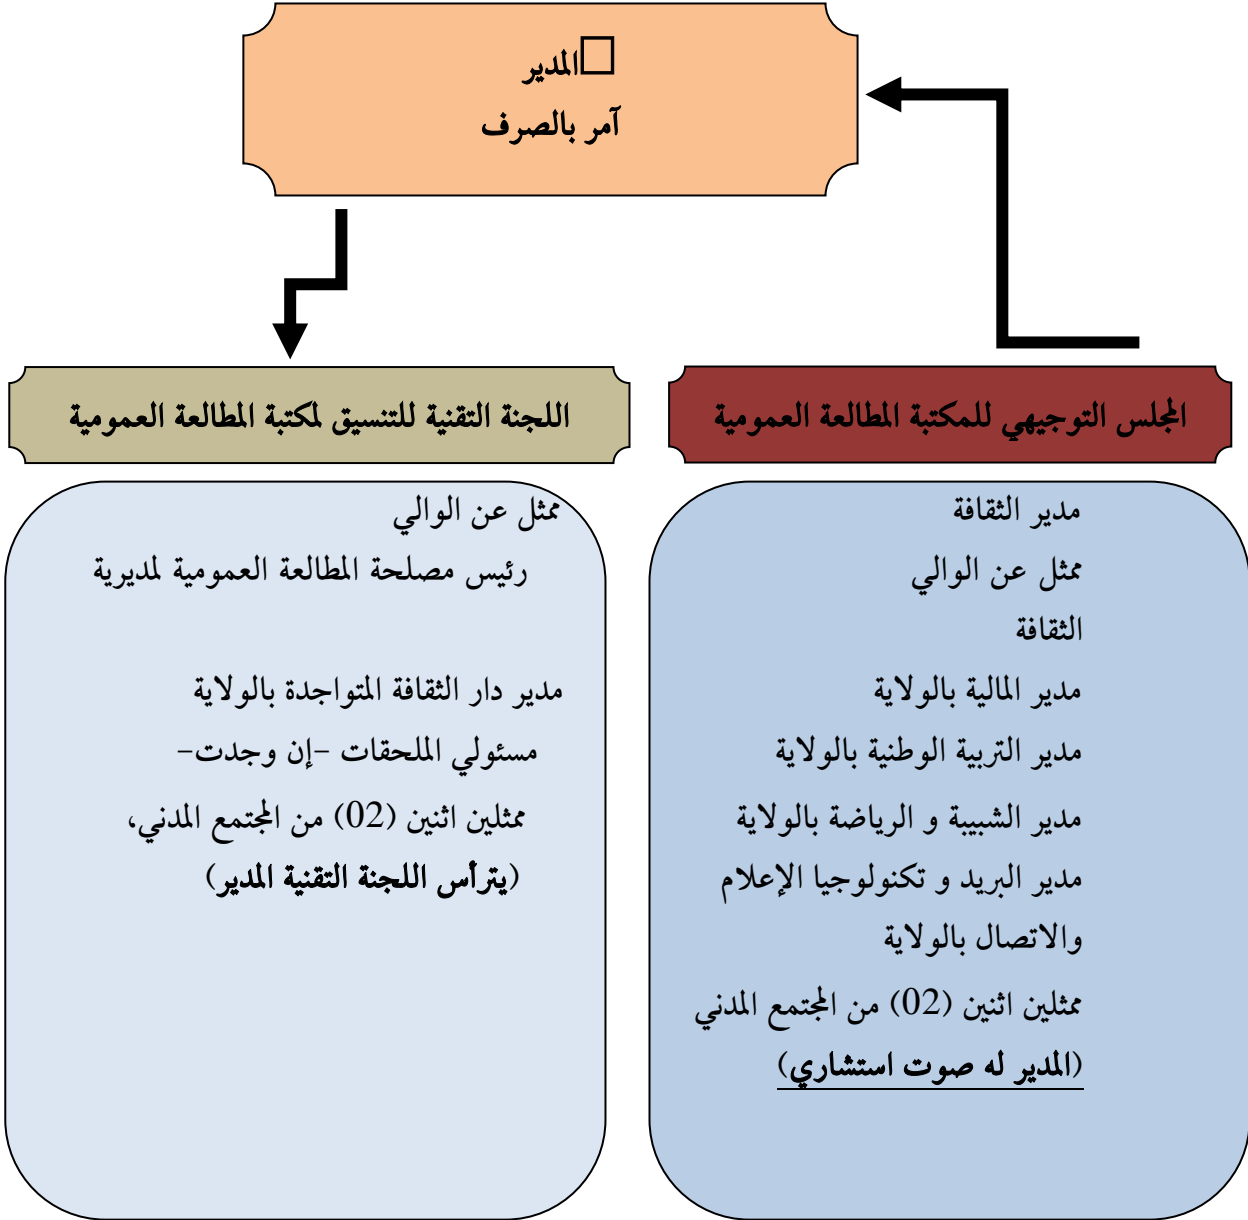 المدير
آمر بالصرف
المجلس التوجيهي للمكتبة المطالعة العمومية
مدير الثقافة
ممثل عن الوالي
الثقافة
مدير المالية بالولاية
مدير التربية الوطنية بالولاية
مدير الشبيبة و الرياضة بالولاية
مدير البريد و تكنولوجيا الإعلام
والاتصال بالولاية
ممثلين اثنين (02) من المجتمع المدني
(المدير له صوت استشاري)
اللجنة التقنية للتنسيق لمكتبة المطالعة العمومية
ممثل عن الوالي
رئيس مصلحة المطالعة العمومية لمديرية
مدير دار الثقافة المتواجدة بالولاية
مسئولي الملحقات -إن وجدت-
ممثلين اثنين (02) من المجتمع المدني،
(يترأس اللجنة التقنية المدير)